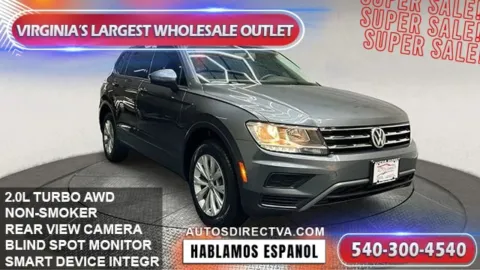 VIRGINIA'S LARGEST WHOLESALE OUTLET
SUPER SALE!
SUPER SALE!
SUPER SALE!
2.0L TURBO AWD
NON-SMOKER
REAR VIEW CAMERA
BLIND SPOT MONITOR
SMART DEVICE INTEGR
AUTOSDIRECTVA.COM
HABLAMOS ESPANOL
540-300-4540